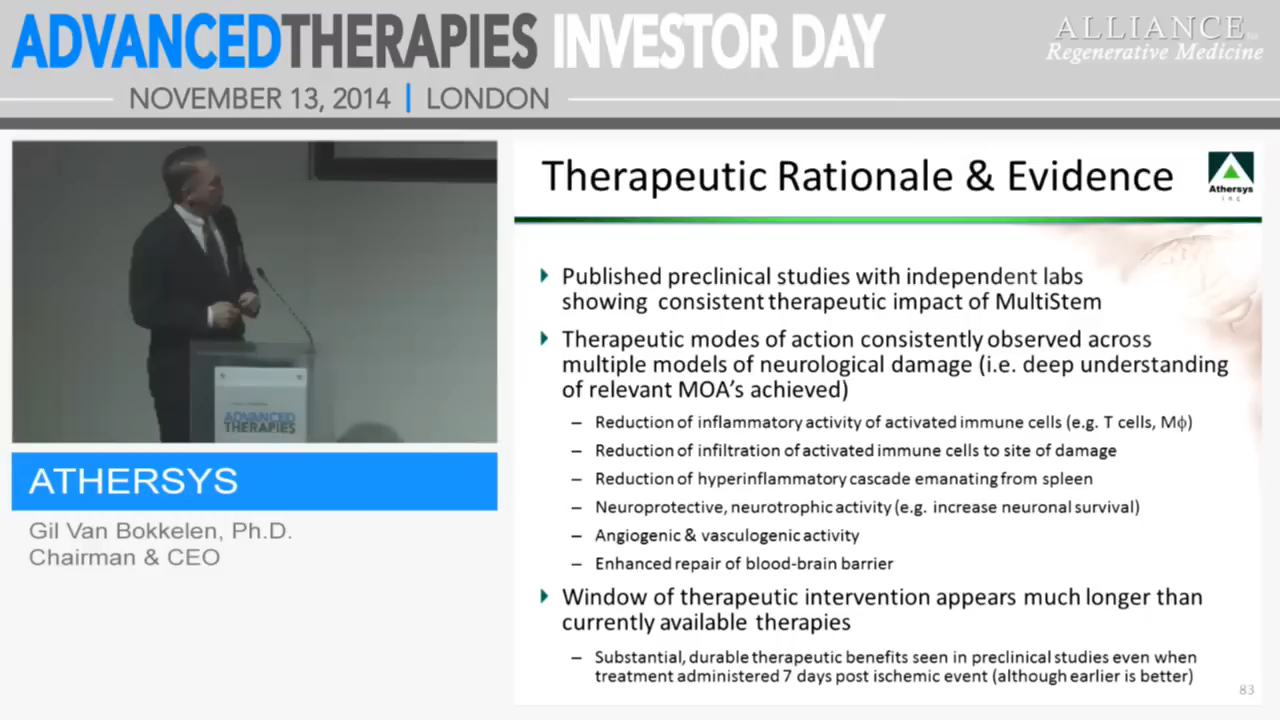 ADVANCEDTHERAPIES INVESTOR DAY
ALLIANCE for
Regenerative Medicine
NOVEMBER 13, 2014 | LONDON
ADVANCED
THERAPIES
ATHERSYS
Gil Van Bokkelen, Ph.D.
Chairman & CEO
Therapeutic Rationale & Evidence
Athersys
inc
Published preclinical studies with independent labs
showing consistent therapeutic impact of MultiStem
Therapeutic modes of action consistently observed across
multiple models of neurological damage (i.e. deep understanding
of relevant MOA's achieved)
– Reduction of inflammatory activity of activated immune cells (e.g. T cells, Mϕ)
– Reduction of infiltration of activated immune cells to site of damage
– Reduction of hyperinflammatory cascade emanating from spleen
– Neuroprotective, neurotrophic activity (e.g. increase neuronal survival)
– Angiogenic & vasculogenic activity
– Enhanced repair of blood-brain barrier
Window of therapeutic intervention appears much longer than
currently available therapies
– Substantial, durable therapeutic benefits seen in preclinical studies even when
treatment administered 7 days post ischemic event (although earlier is better)
83